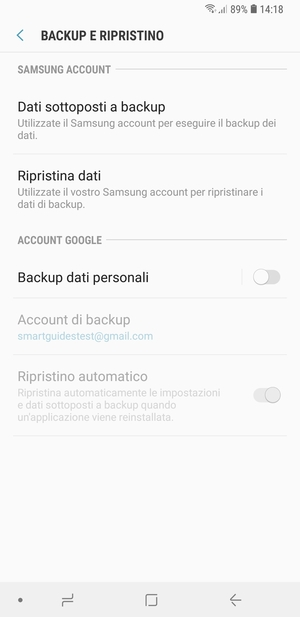 89% 14:18
BACKUP E RIPRISTINO
SAMSUNG ACCOUNT
Dati sottoposti a backup
Utilizzate il Samsung account per eseguire il backup dei
dati.
Ripristina dati
Utilizzate il vostro Samsung account per ripristinare i
dati di backup.
ACCOUNT GOOGLE
Backup dati personali
Account di backup
smartguidestest@gmail.com
Ripristino automatico
Ripristina automaticamente le impostazioni
e dati sottoposti a backup quando
un'applicazione viene reinstallata.